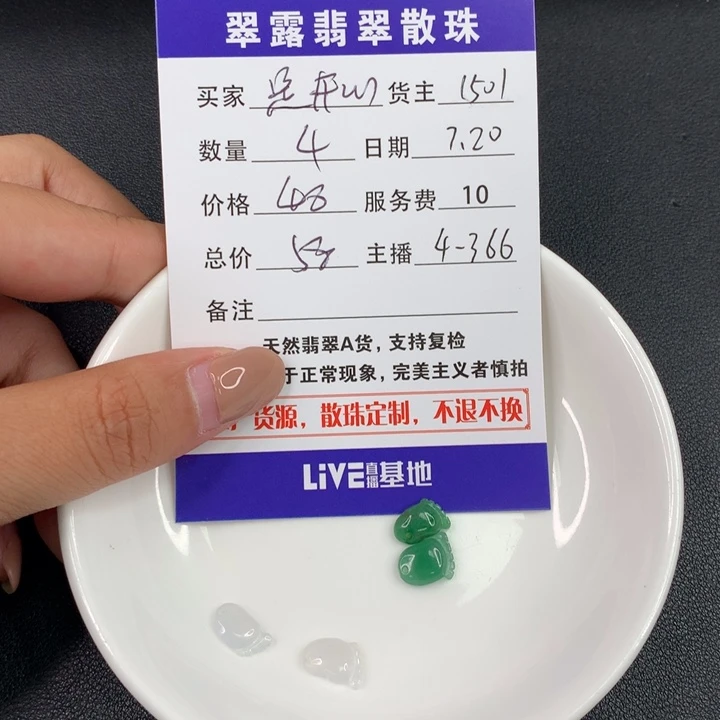 翠露翡翠散珠
买家 货主 1501
数量 4 日期 7.20
价格 服务费 10
总价 58 主播 4-366
备注
天然翡翠A货，支持复检
于正常现象，完美主义者慎拍
货源，散珠定制，不退不换
LiVE直播基地